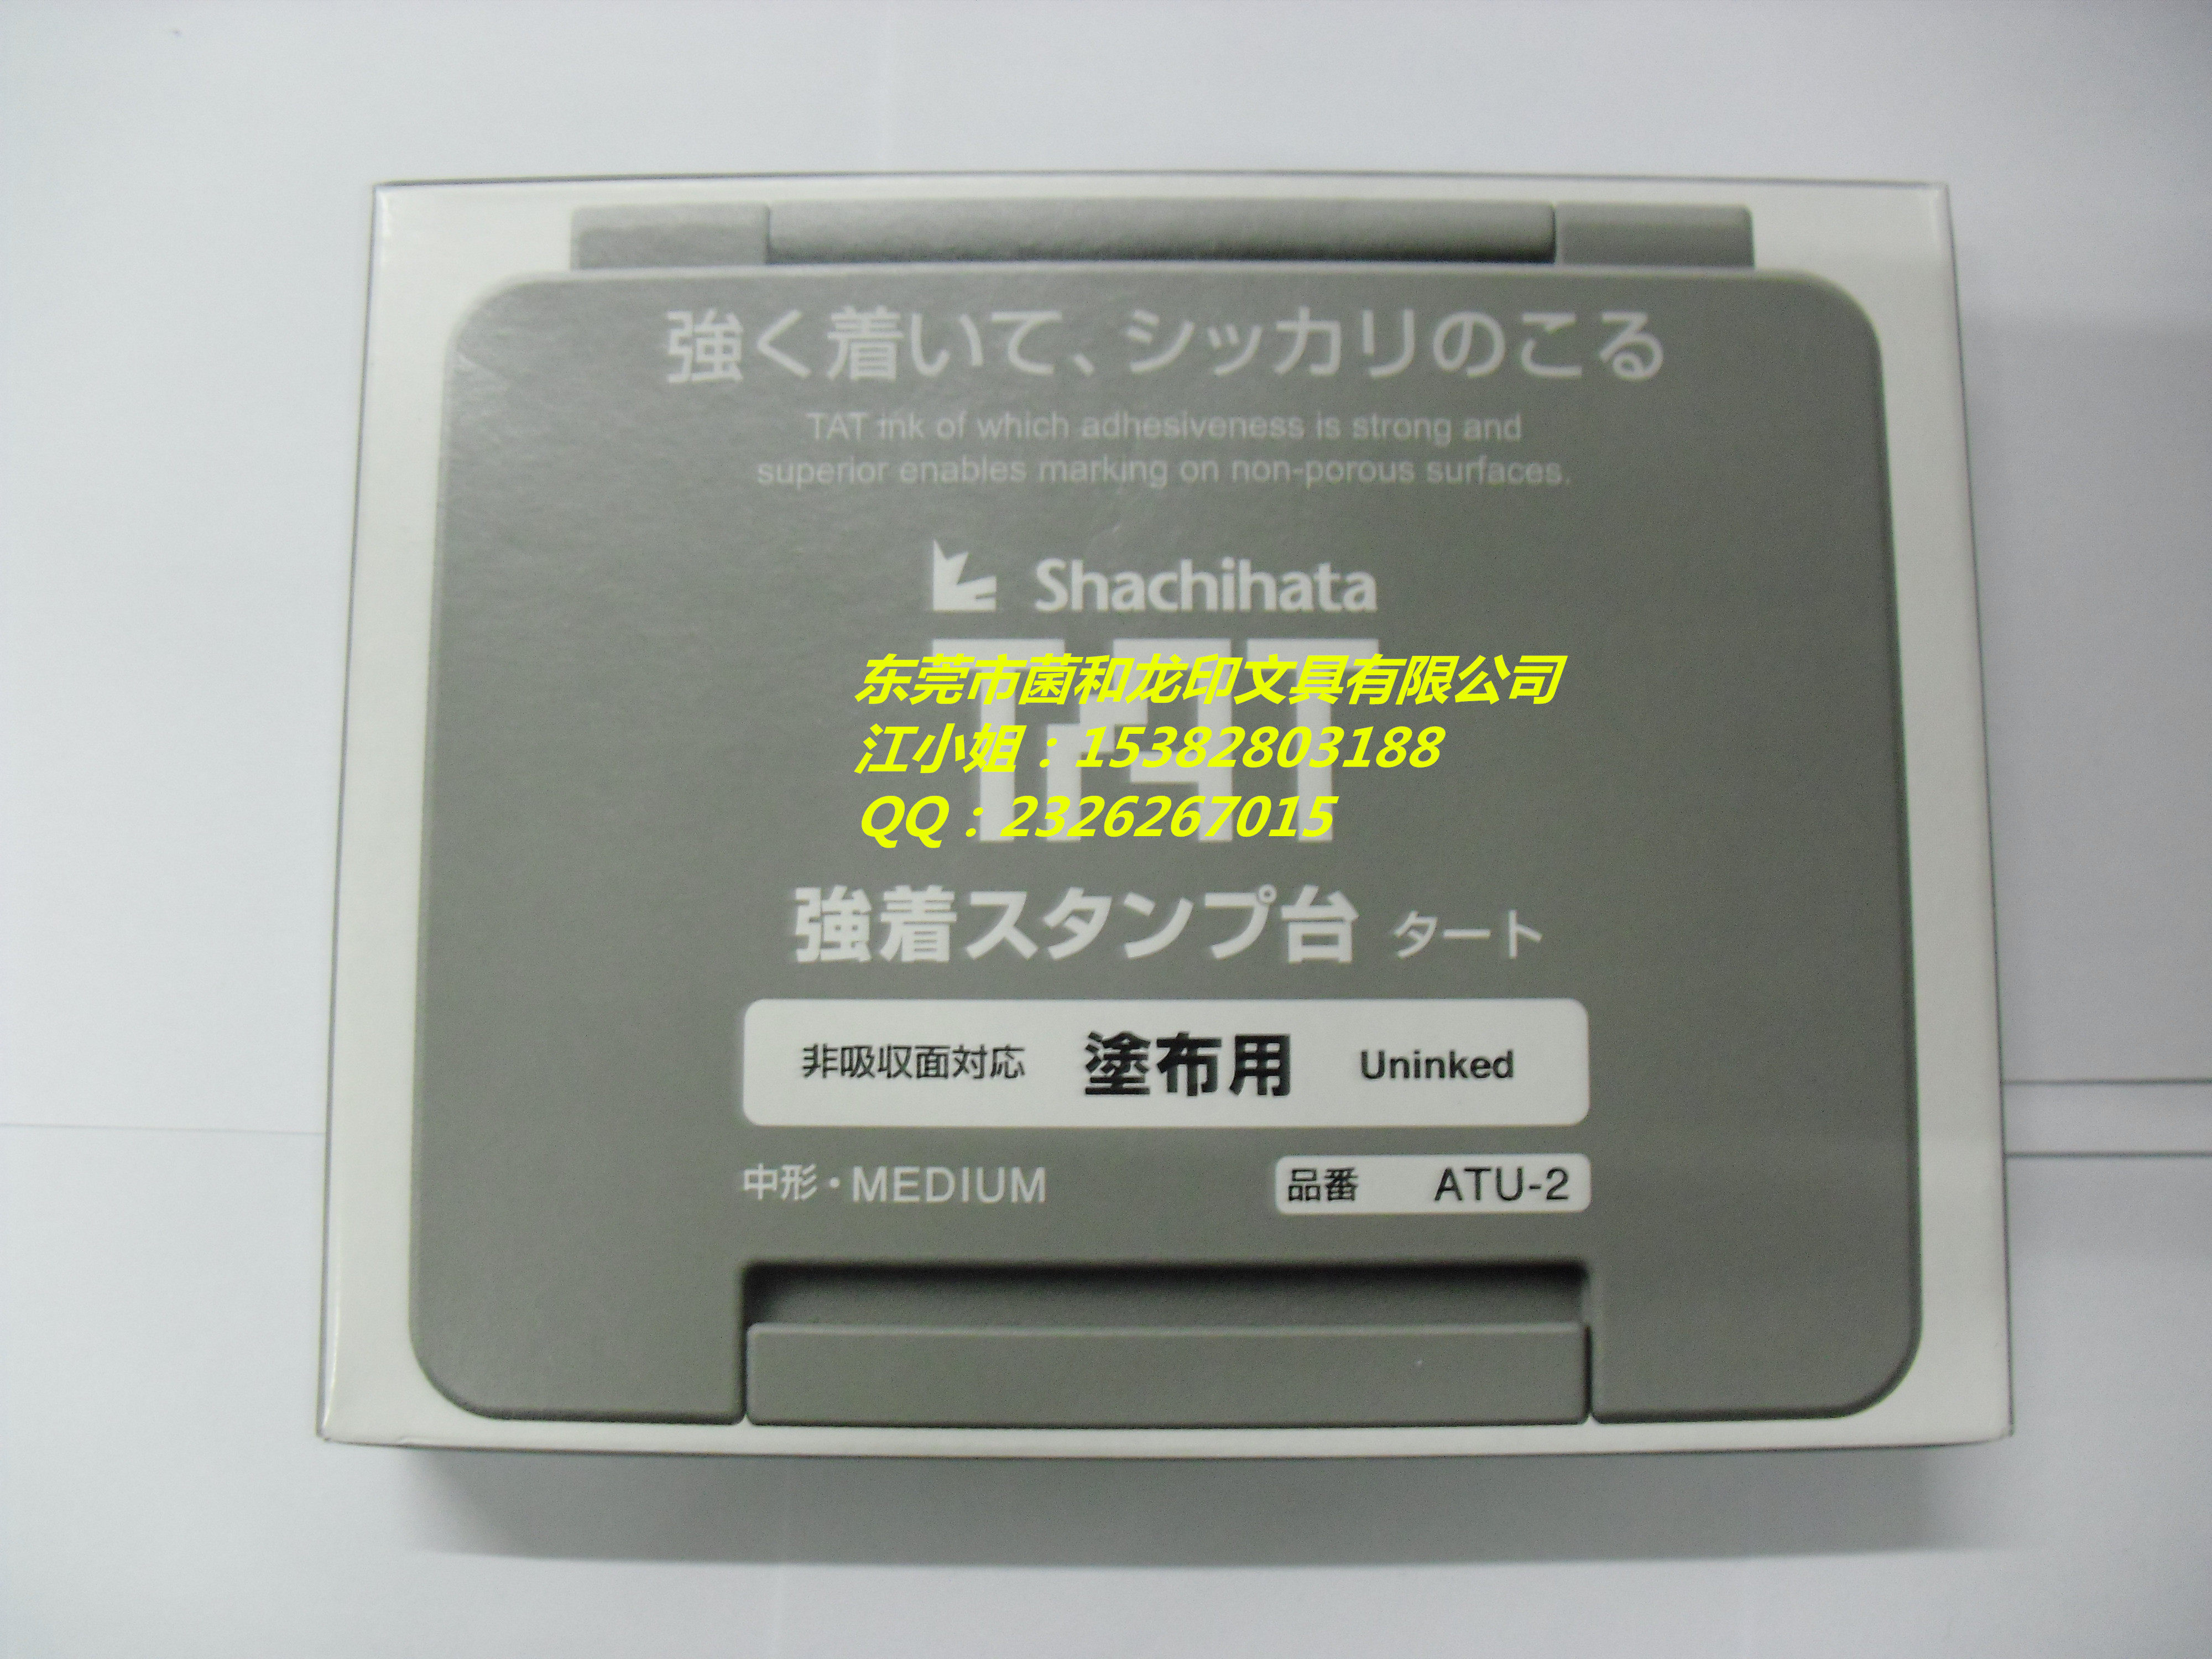 強く着いて、シッカリのこる
TAT ink of which adhesiveness is strong and
superior enables marking on non-porous surfaces.
Shachihata
TAT
东莞市菌和龙印文具有限公司
江小姐：15382803188
QQ：2326267015
強着スタンプ台 タート
非吸収面対応 塗布用 Uninked
中形・MEDIUM 品番 ATU-2